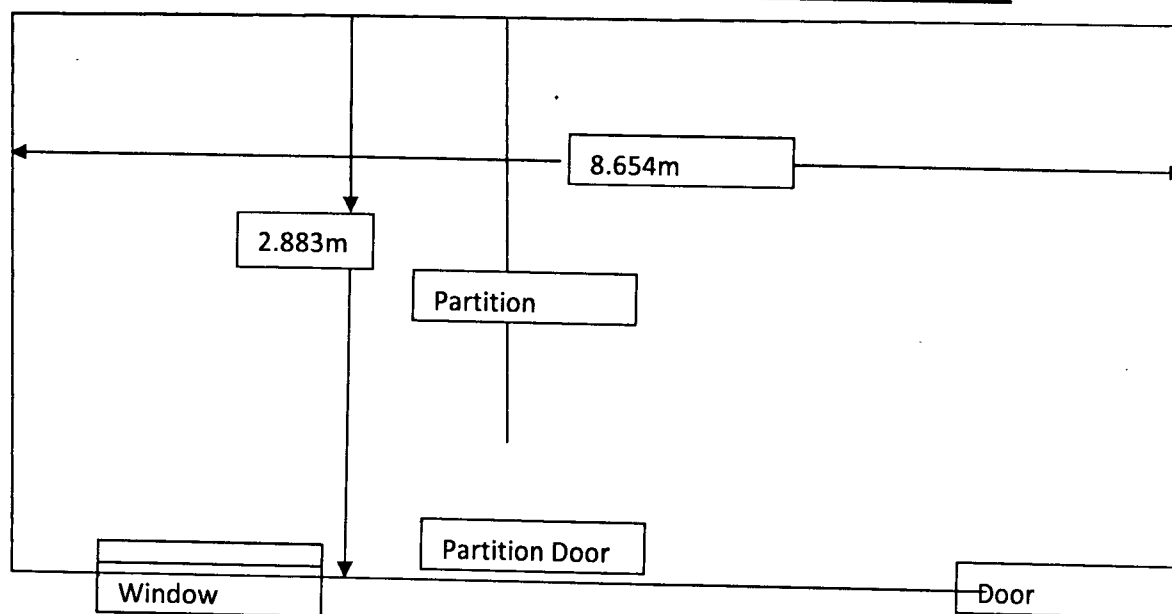 8.654m
2.883m
Partition
Partition Door
Window
Door